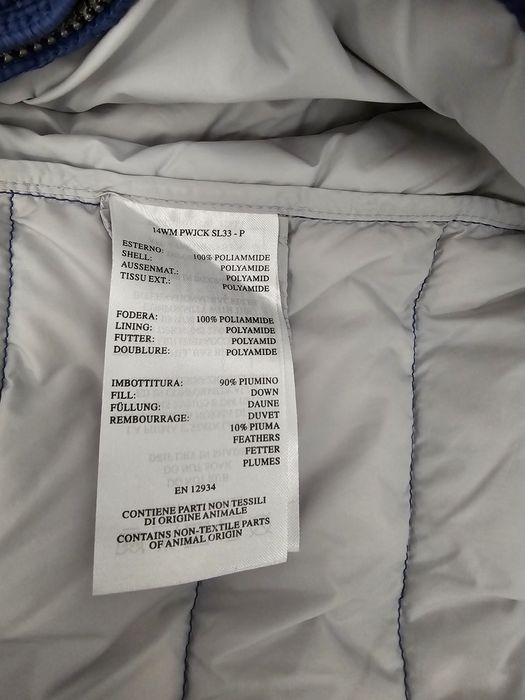 14WM PWJCK SL33 - P
ESTERNO: 100% POLIAMMIDE
SHELL: POLYAMIDE
AUSSENMAT.: POLYAMID
TISSU EXT.: POLYAMIDE
FODERA: 100% POLIAMMIDE
LINING: POLYAMIDE
FUTTER: POLYAMID
DOUBLURE: POLYAMIDE
IMBOTTITURA: 90% PIUMINO
FILL: DOWN
FÜLLUNG: DAUNE
REMBOURRAGE: DUVET
10% PIUMA
FEATHERS
FETTER
PLUMES
EN 12934
CONTIENE PARTI NON TESSILI
DI ORIGINE ANIMALE
CONTAINS NON-TEXTILE PARTS
OF ANIMAL ORIGIN